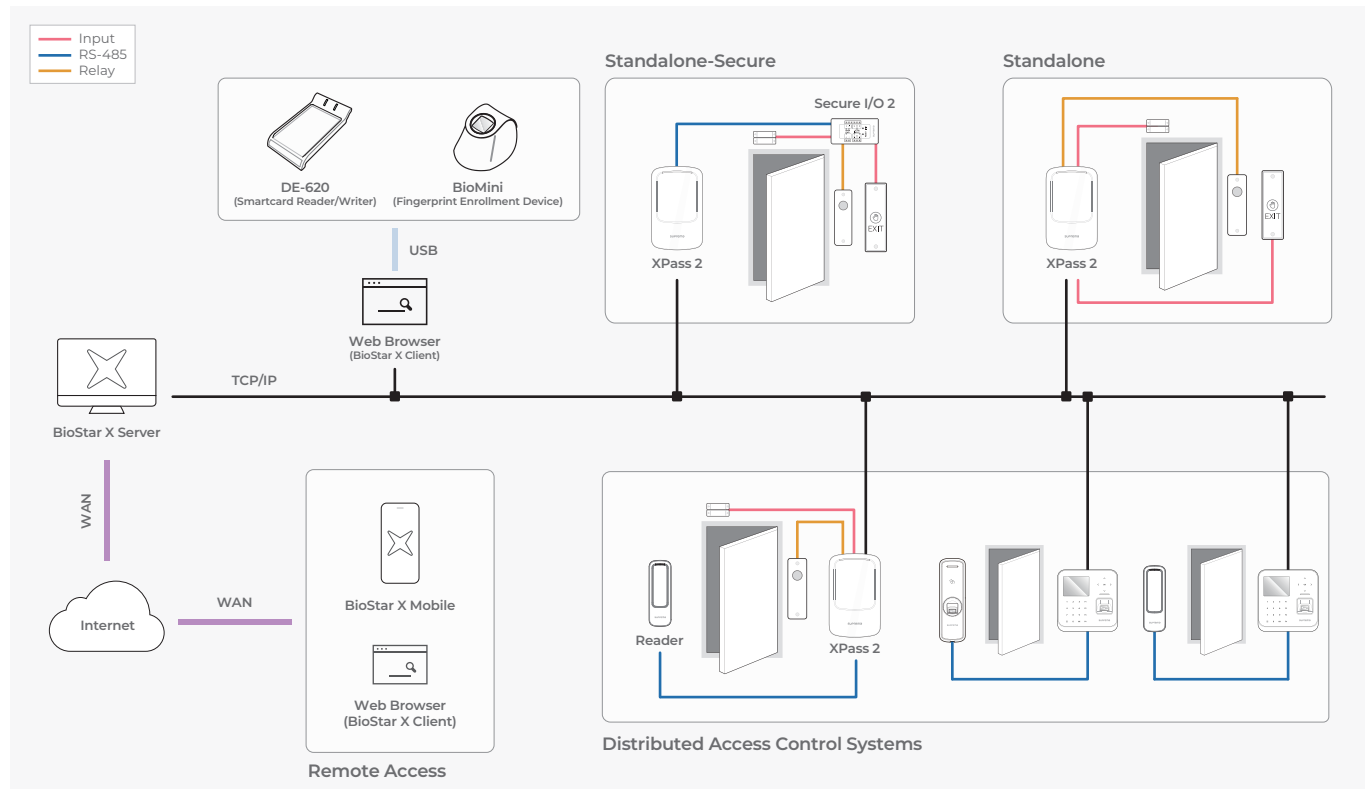 Input
RS-485
Relay
Standalone-Secure
Standalone
Secure I/O 2
DE-620
(Smartcard Reader/Writer)
BioMini
(Fingerprint Enrollment Device)
EXIT
EXIT
USB
XPass 2
XPass 2
Web Browser
(BioStar X Client)
TCP/IP
BioStar X Server
WAN
WAN
Internet
BioStar X Mobile
Web Browser
(BioStar X Client)
Remote Access
Reader
XPass 2
Distributed Access Control Systems